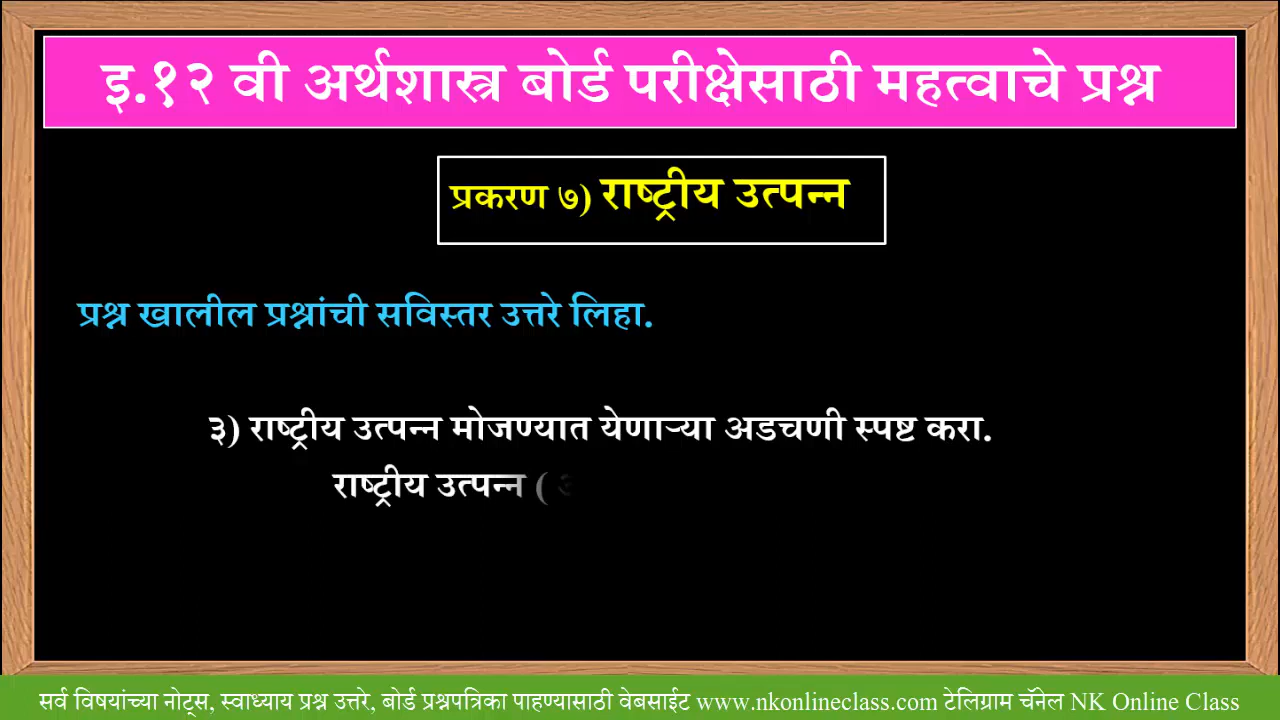 इ.१२ वी अर्थशास्त्र बोर्ड परीक्षेसाठी महत्वाचे प्रश्न
प्रकरण ७) राष्ट्रीय उत्पन्न
प्रश्न खालील प्रश्नांची सविस्तर उत्तरे लिहा.
३) राष्ट्रीय उत्पन्न मोजण्यात येणाऱ्या अडचणी स्पष्ट करा.
राष्ट्रीय उत्पन्न (
सर्व विषयांच्या नोट्स, स्वाध्याय प्रश्न उत्तरे, बोर्ड प्रश्नपत्रिका पाहण्यासाठी वेबसाईट www.nkonlineclass.com टेलिग्राम चॅनेल NK Online Class